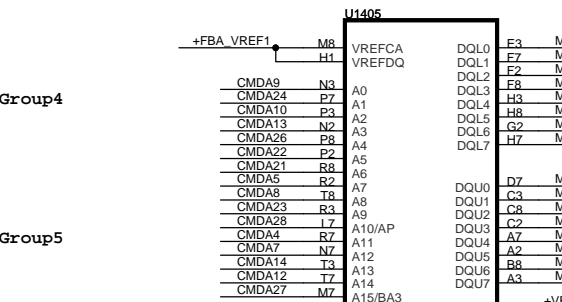 U1405
+FBA_VREF1 M8 VREFCA DQL0 E3 M
H1 VREFDQ DQL1 F7 M
DQL2 F2 M
CMDA9 N3 A0 DQL3 F8 M
Group4 CMDA24 P7 A1 DQL4 H3 M
CMDA10 P3 A2 DQL5 H8 M
CMDA13 N2 A3 DQL6 G2 M
CMDA26 P8 A4 DQL7 H7 M
CMDA22 P2 A5
CMDA21 R8 A6
CMDA5 R2 A7 DQU0 D7 M
CMDA8 T8 A8 DQU1 C3 M
CMDA23 R3 A9 DQU2 C8 M
CMDA28 L7 A10/AP DQU3 C2 M
Group5 CMDA4 R7 A11 DQU4 A7 M
CMDA7 N7 A12 DQU5 A2 M
CMDA14 T3 A13 DQU6 B8 M
CMDA12 T7 A14 DQU7 A3 M
CMDA27 M7 A15/BA3